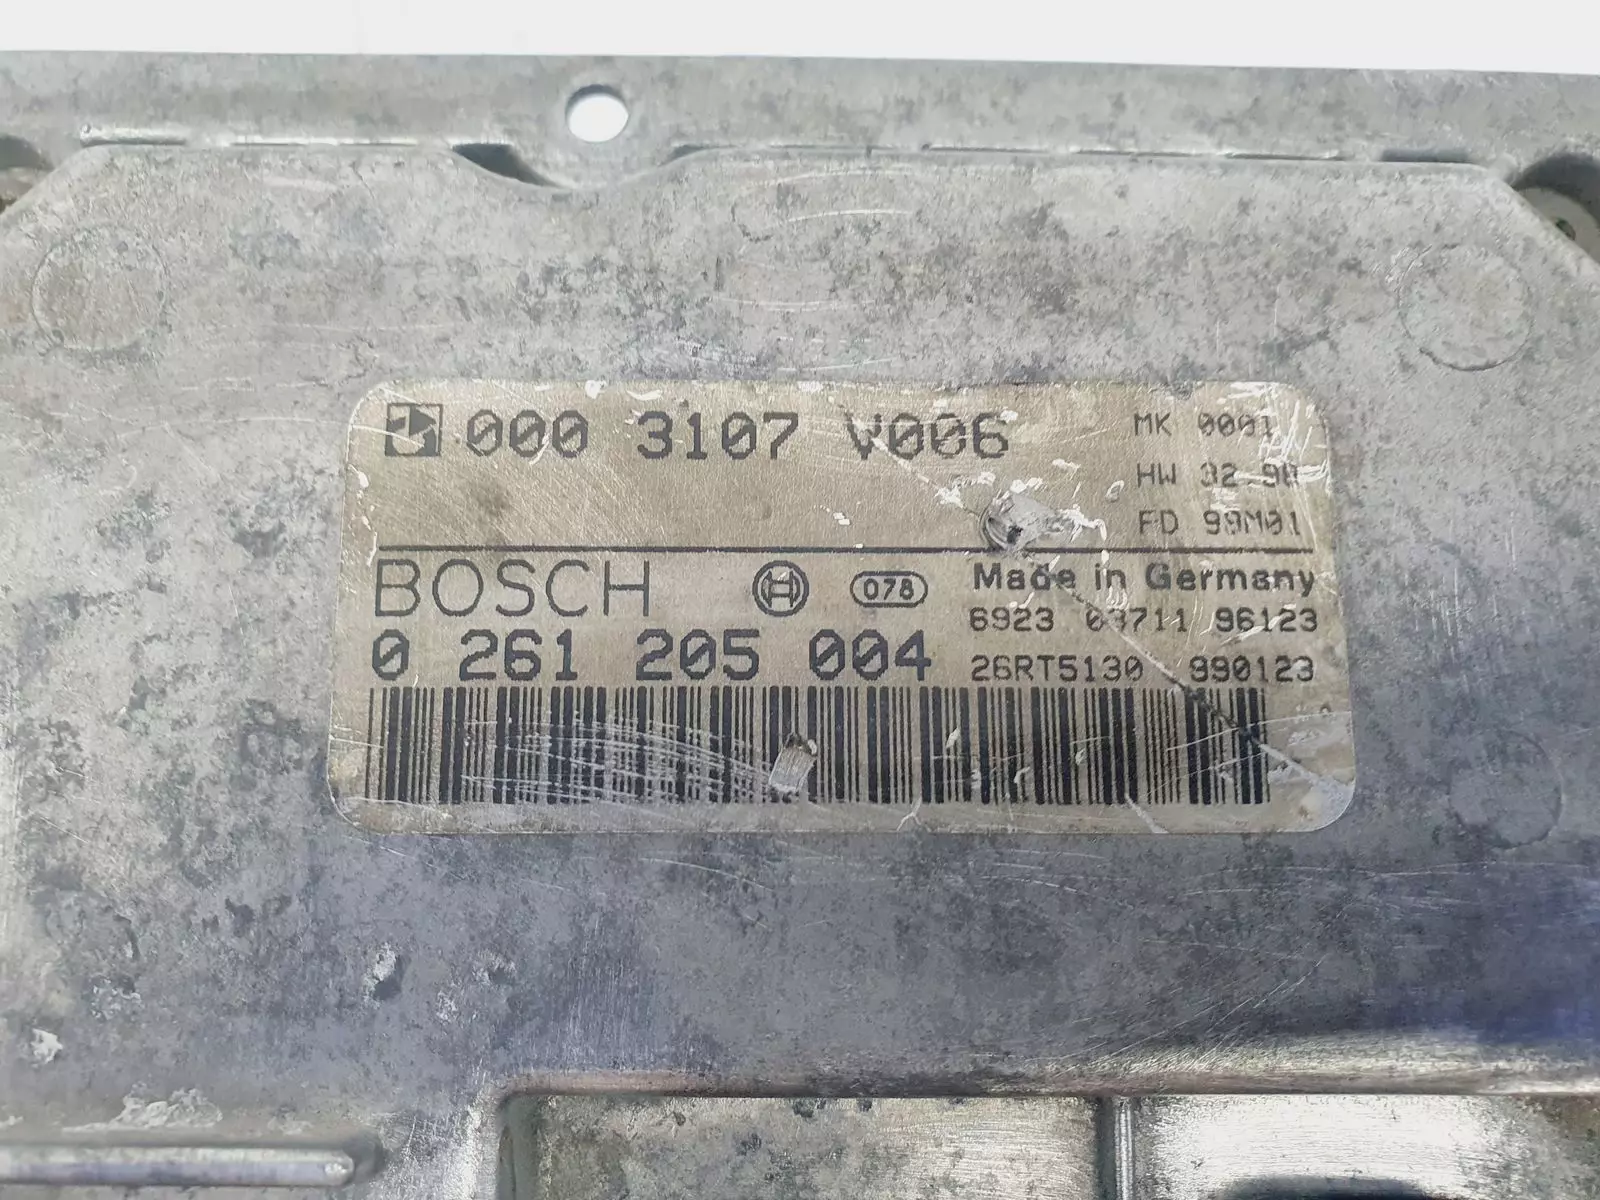 000 3107 V006
MK 0001
HW 32.98
FD 99M01
BOSCH 078 Made in Germany
6923 03711 96123
0 261 205 004
26RT5130 990123